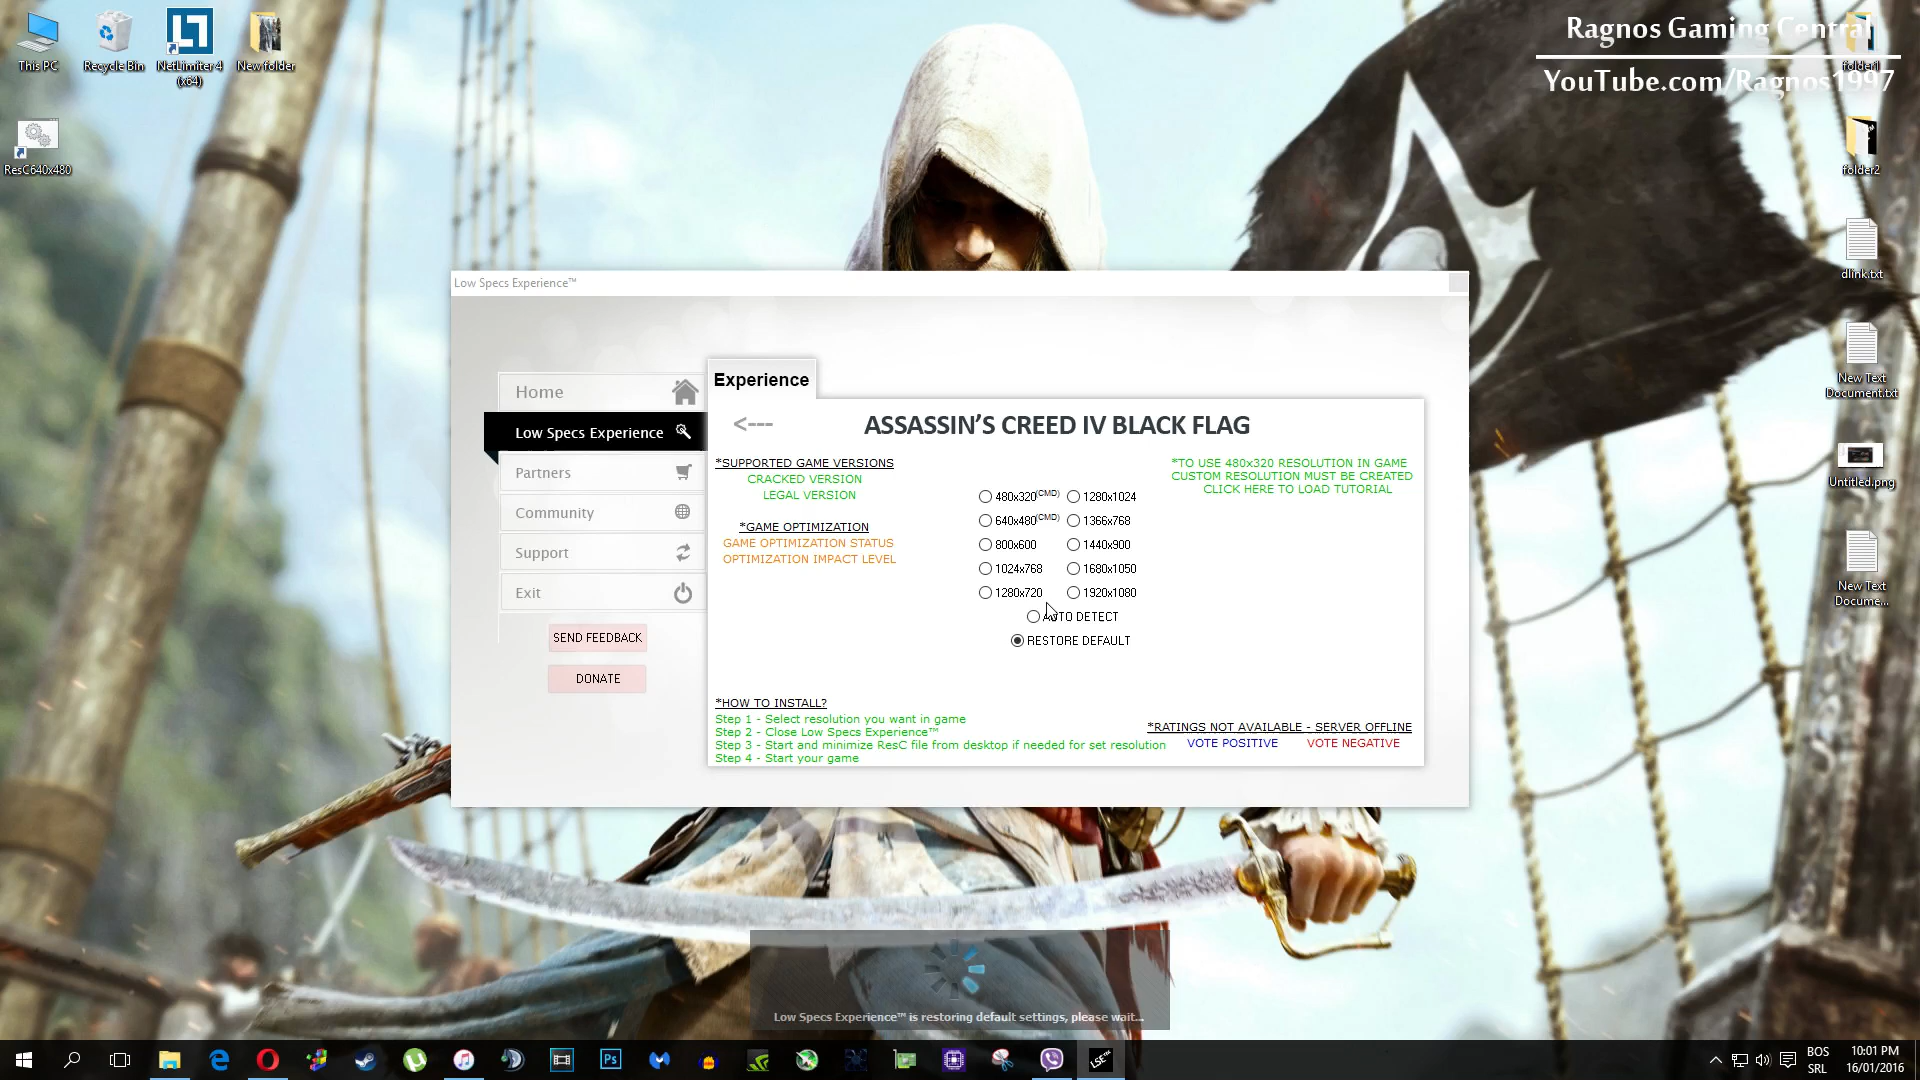 This PC
Recycle Bin
NetLimiter 4
(x64)
New folder
ResC640x480
Ragnos Gaming Central
YouTube.com/Ragnos1997
folder1
folder2
dlink.txt
New Text
Document.txt
Untitled.png
New Text
Docume...
Low Specs Experience™
Home
Low Specs Experience
Partners
Community
Support
Exit
SEND FEEDBACK
DONATE
Experience
<---
ASSASSIN'S CREED IV BLACK FLAG
*SUPPORTED GAME VERSIONS
CRACKED VERSION
LEGAL VERSION
*GAME OPTIMIZATION
GAME OPTIMIZATION STATUS
OPTIMIZATION IMPACT LEVEL
480x320(CMD) 1280x1024
640x480(CMD) 1366x768
800x600 1440x900
1024x768 1680x1050
1280x720 1920x1080
AUTO DETECT
RESTORE DEFAULT
*TO USE 480x320 RESOLUTION IN GAME
CUSTOM RESOLUTION MUST BE CREATED
CLICK HERE TO LOAD TUTORIAL
*HOW TO INSTALL?
Step 1 - Select resolution you want in game
Step 2 - Close Low Specs Experience™
Step 3 - Start and minimize ResC file from desktop if needed for set resolution
Step 4 - Start your game
*RATINGS NOT AVAILABLE - SERVER OFFLINE
VOTE POSITIVE VOTE NEGATIVE
Low Specs Experience™ is restoring default settings, please wait...
Ps
LSE
BOS
SRL
10:01 PM
16/01/2016